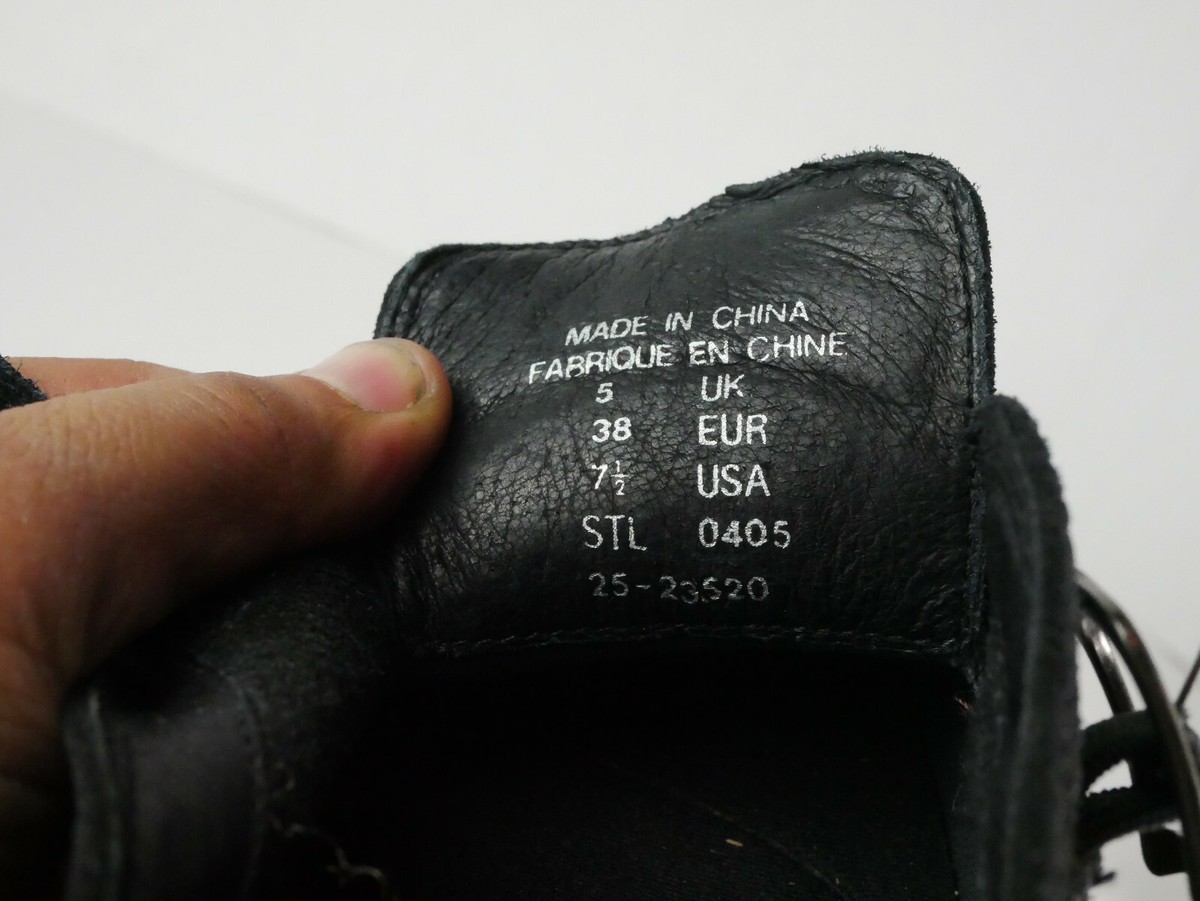 MADE IN CHINA
FABRIQUE EN CHINE
5 UK
38 EUR
7½ USA
STL 0405
25-23520